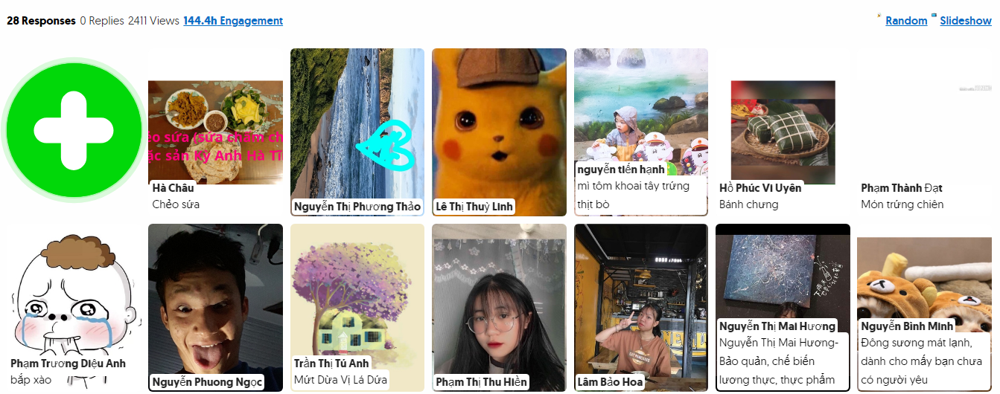 28 Responses 0 Replies 2411 Views 144.4h Engagement
Random Slideshow
ẻo sứa (sứa chấm ch
ặc sản Kỳ Anh Hà Tĩ
Hà Châu
Chẻo sứa
Nguyễn Thị Phương Thảo
Lê Thị Thuỳ Linh
nguyễn tiến hạnh
mì tôm khoai tây trứng
thịt bò
Hồ Phúc Vi Uyên
Bánh chưng
Phạm Thành Đạt
Món trứng chiên
Phạm Trương Diệu Anh
bắp xào
Nguyễn Phuong Ngọc
Trần Thị Tú Anh
Mứt Dừa Vị Lá Dứa
Phạm Thị Thu Hiền
Lâm Bảo Hoa
Nguyễn Thị Mai Hương
Nguyễn Thị Mai Hương-
Bảo quản, chế biến
lương thực, thực phẩm
Nguyễn Bình Minh
Đông sương mát lạnh,
dành cho mấy bạn chưa
có người yêu